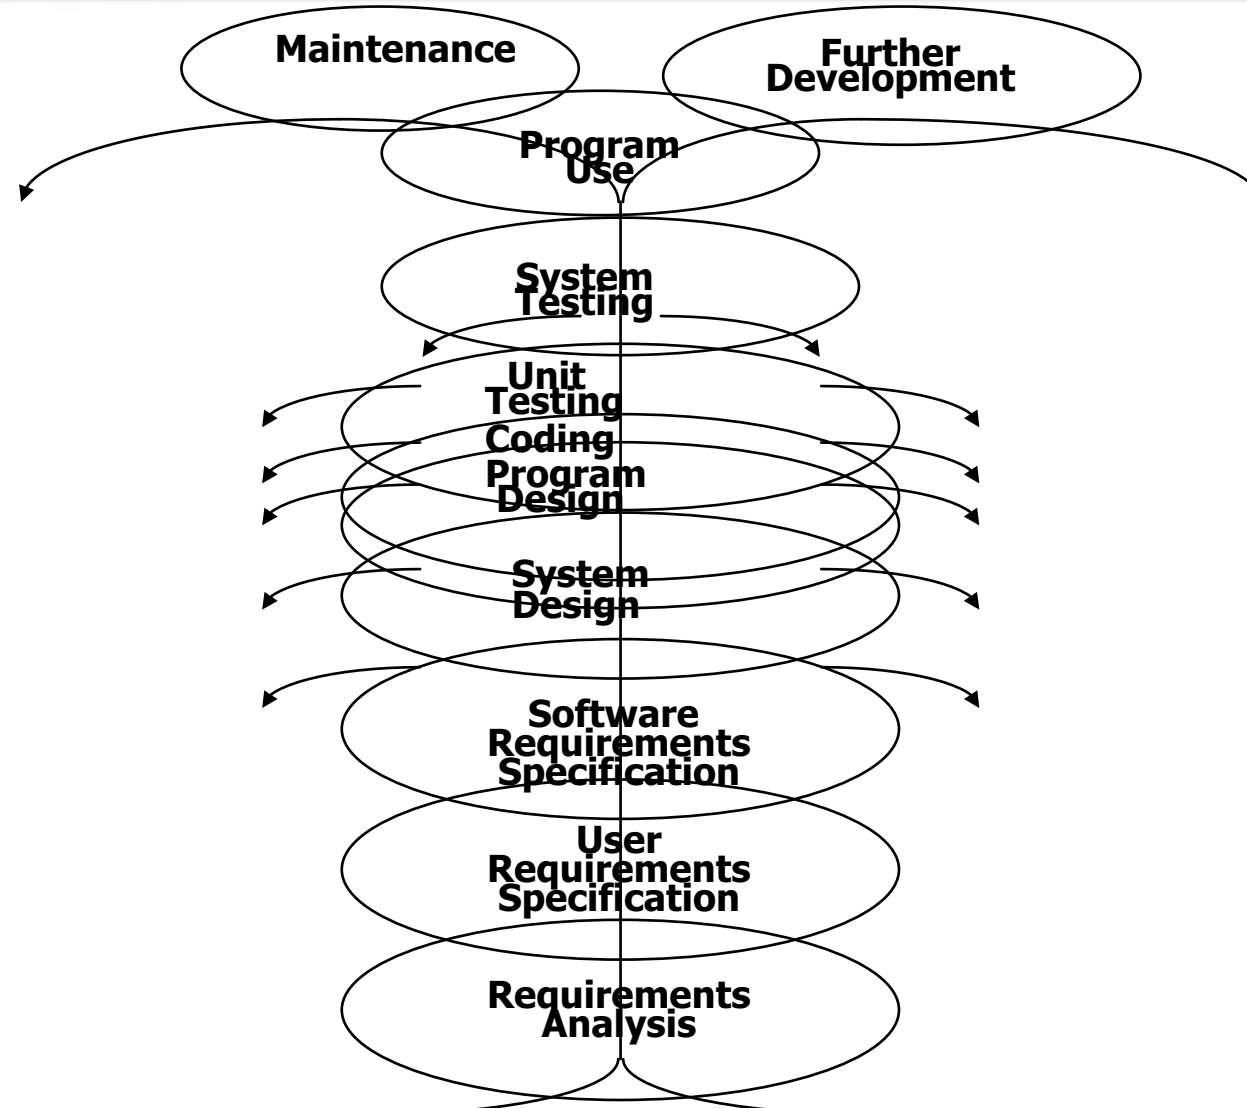 Maintenance
Further
Development
Program
Use
System
Testing
Unit
Testing
Coding
Program
Design
System
Design
Software
Requirements
Specification
User
Requirements
Specification
Requirements
Analysis